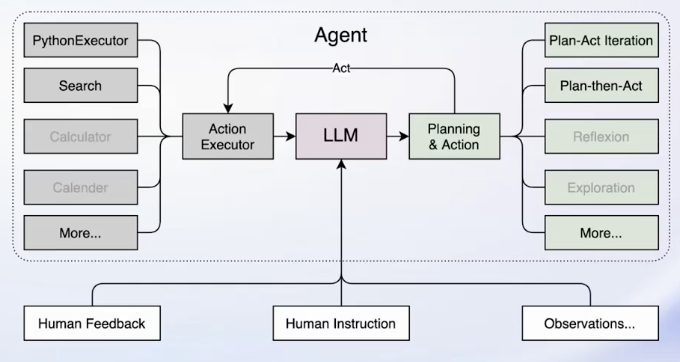 Agent
PythonExecutor
Search
Calculator
Calender
More...
Act
Action
Executor
LLM
Planning
& Action
Plan-Act Iteration
Plan-then-Act
Reflexion
Exploration
More...
Human Feedback
Human Instruction
Observations...